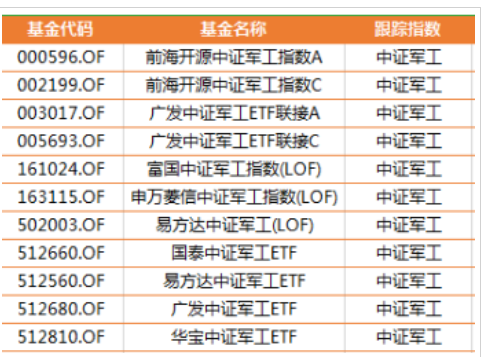 基金代码 基金名称 跟踪指数
000596.OF 前海开源中证军工指数A 中证军工
002199.OF 前海开源中证军工指数C 中证军工
003017.OF 广发中证军工ETF联接A 中证军工
005693.OF 广发中证军工ETF联接C 中证军工
161024.OF 富国中证军工指数(LOF) 中证军工
163115.OF 申万菱信中证军工指数(LOF) 中证军工
502003.OF 易方达中证军工(LOF) 中证军工
512660.OF 国泰中证军工ETF 中证军工
512560.OF 易方达中证军工ETF 中证军工
512680.OF 广发中证军工ETF 中证军工
512810.OF 华宝中证军工ETF 中证军工